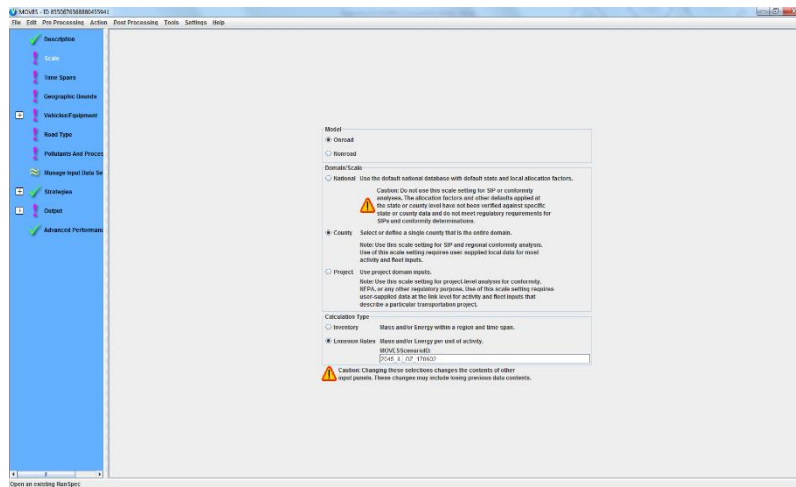 File Edit Pre Processing Action Post Processing Tools Settings Help
Description
Scale
Time Spans
Geographic Bounds
Vehicles/Equipment
Road Type
Pollutants And Proces
Manage Input Data Se
Strategies
Output
Advanced Performanc
Model
Onroad
Nonroad
Domain/Scale
National Use the default national database with default state and local allocation factors.
Caution: Do not use this scale setting for SIP or conformity
analyses. The allocation factors and other defaults applied at
the state or county level have not been verified against specific
state or county data and do not meet regulatory requirements for
SIPs and conformity determinations.
County Select or define a single county that is the entire domain.
Note: Use this scale setting for SIP and regional conformity analysis.
Use of this scale setting requires user-supplied local data for most
activity and fleet inputs.
Project Use project domain inputs.
Note: Use this scale setting for project-level analysis for conformity,
NEPA, or any other regulatory purpose. Use of this scale setting requires
user-supplied data at the link level for activity and fleet inputs that
describe a particular transportation project.
Calculation Type
Inventory Mass and/or Energy within a region and time span.
Emission Rates Mass and/or Energy per unit of activity.
MOVESScenarioID:
Caution: Changing these selections changes the contents of other
input panels. These changes may include losing previous data contents.
Open an existing RunSpec